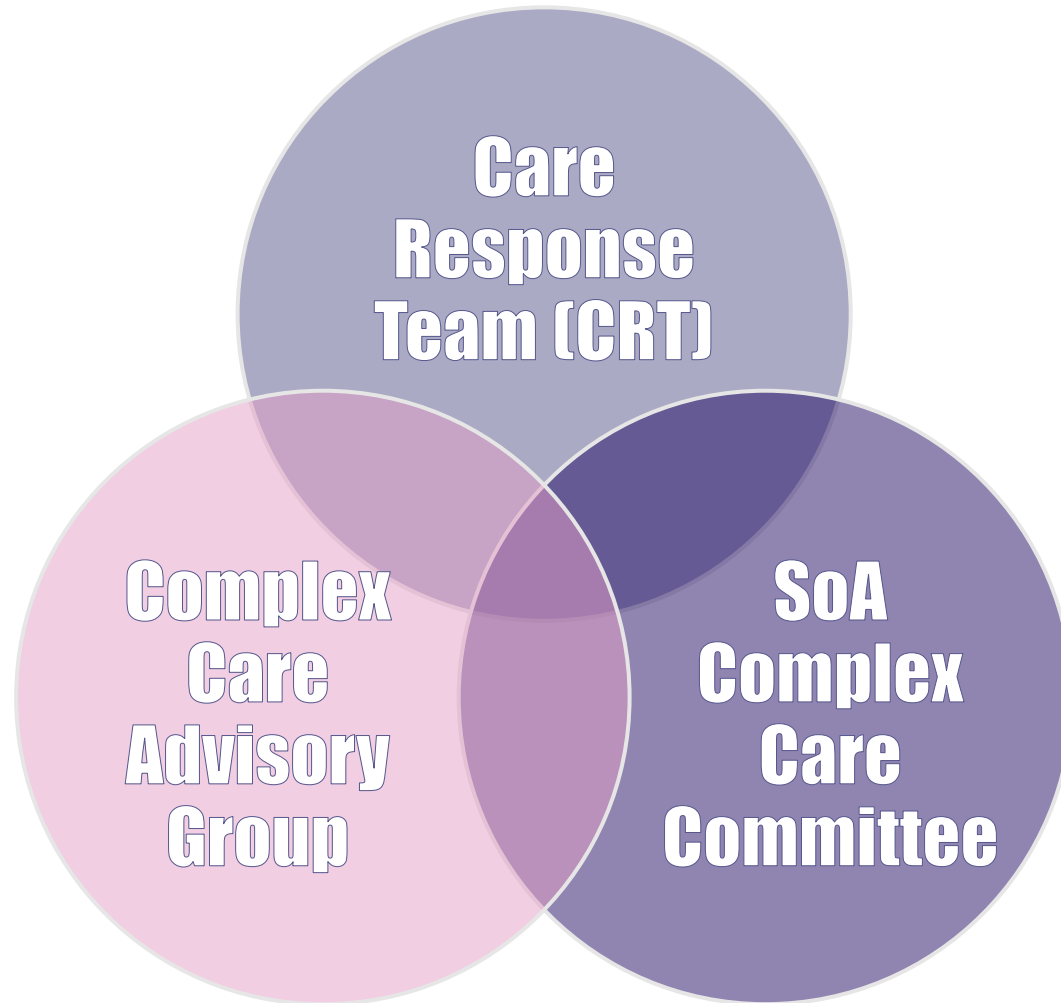 Care
Response
Team (CRT)
Complex
Care
Advisory
Group
SoA
Complex
Care
Committee